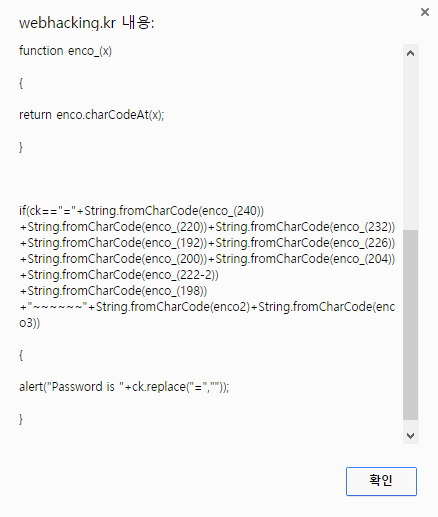 webhacking.kr 내용:
function enco_(x)
{
return enco.charCodeAt(x);
}
if(ck=="="+String.fromCharCode(enco_(240))
+String.fromCharCode(enco_(220))+String.fromCharCode(enco_(232))
+String.fromCharCode(enco_(192))+String.fromCharCode(enco_(226))
+String.fromCharCode(enco_(200))+String.fromCharCode(enco_(204))
+String.fromCharCode(enco_(222-2))
+String.fromCharCode(enco_(198))
+"~~~~~~"+String.fromCharCode(enco2)+String.fromCharCode(enc
o3))
{
alert("Password is "+ck.replace("=",""));
}
확인